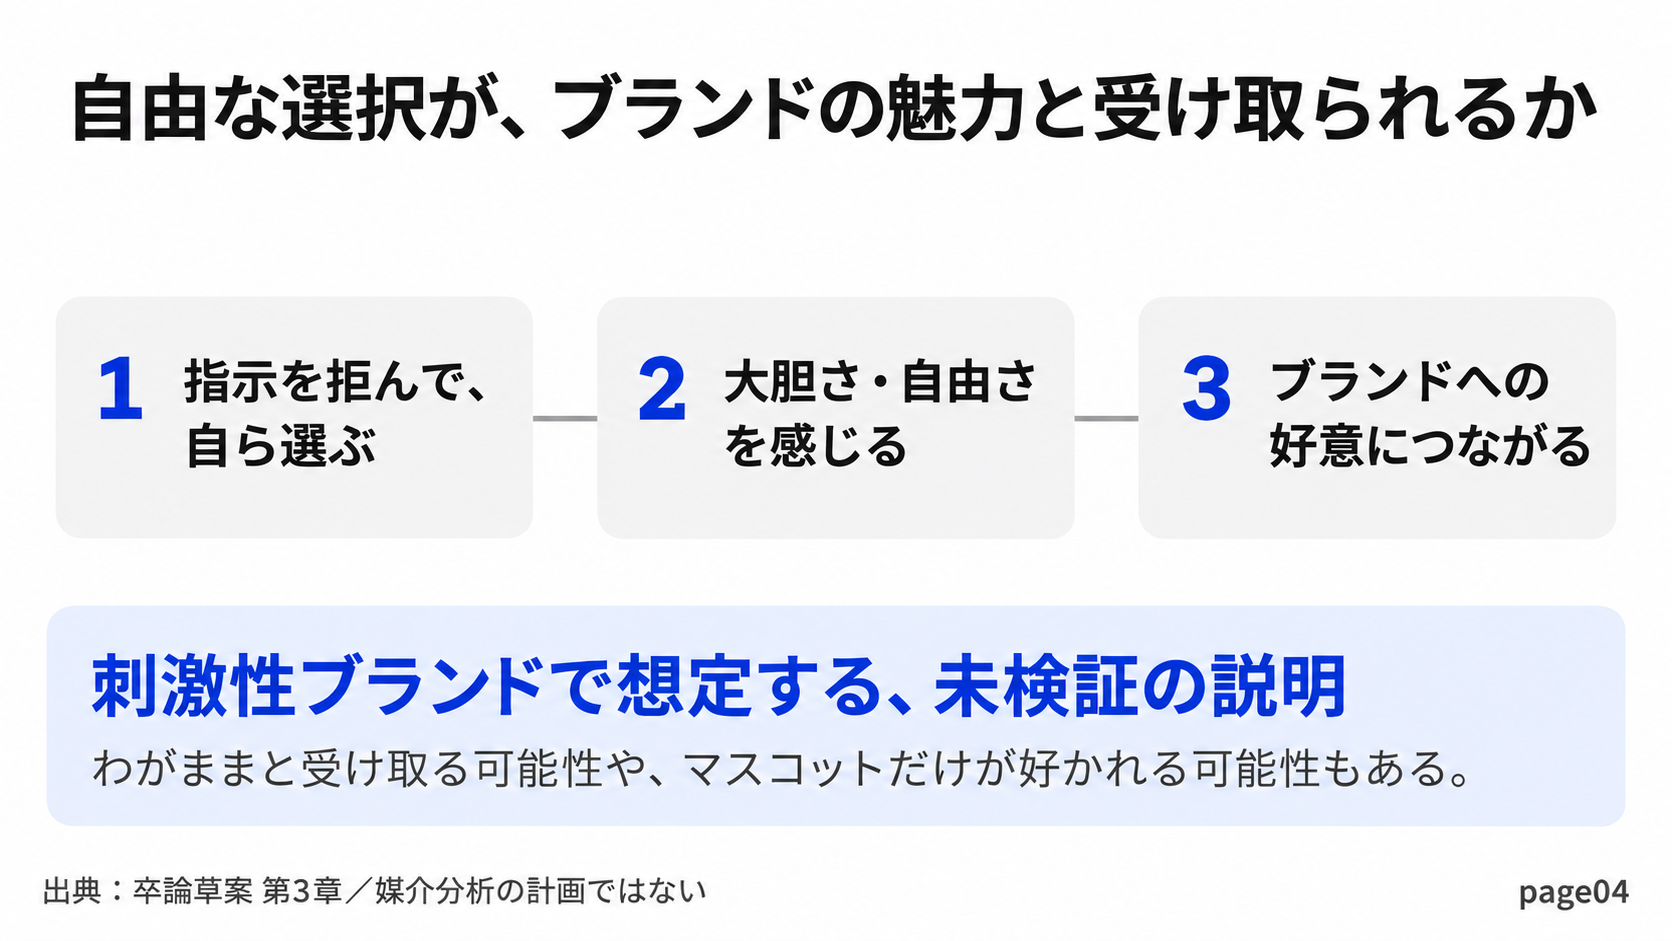 自由な選択が、ブランドの魅力と受け取られるか
1
指示を拒んで、
自ら選ぶ
2
大胆さ・自由さ
を感じる
3
ブランドへの
好意につながる
刺激性ブランドで想定する、未検証の説明
わがままと受け取る可能性や、マスコットだけが好かれる可能性もある。
出典：卒論草案 第3章／媒介分析の計画ではない
page04